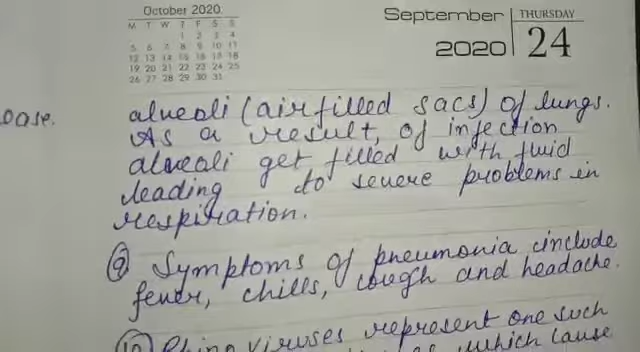 October 2020
M T W T F S S
1 2 3 4
5 6 7 8 9 10 11
12 13 14 15 16 17 18
19 20 21 22 23 24 25
26 27 28 29 30 31
September 2020
THURSDAY
24
alveoli (airfilled sacs) of lungs.
As a result, of infection
alveoli get filled with fluid
leading to severe problems in
respiration.
(9) Symptoms of pneumonia include
fever, chills, cough and headache.
viruses represent one such
which cause